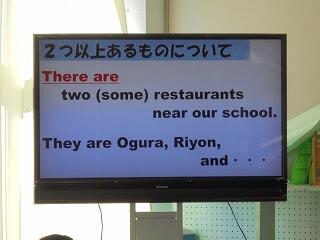 ２つ以上あるものについて
There are
two (some) restaurants
near our school.
They are Ogura, Riyon,
and・・・